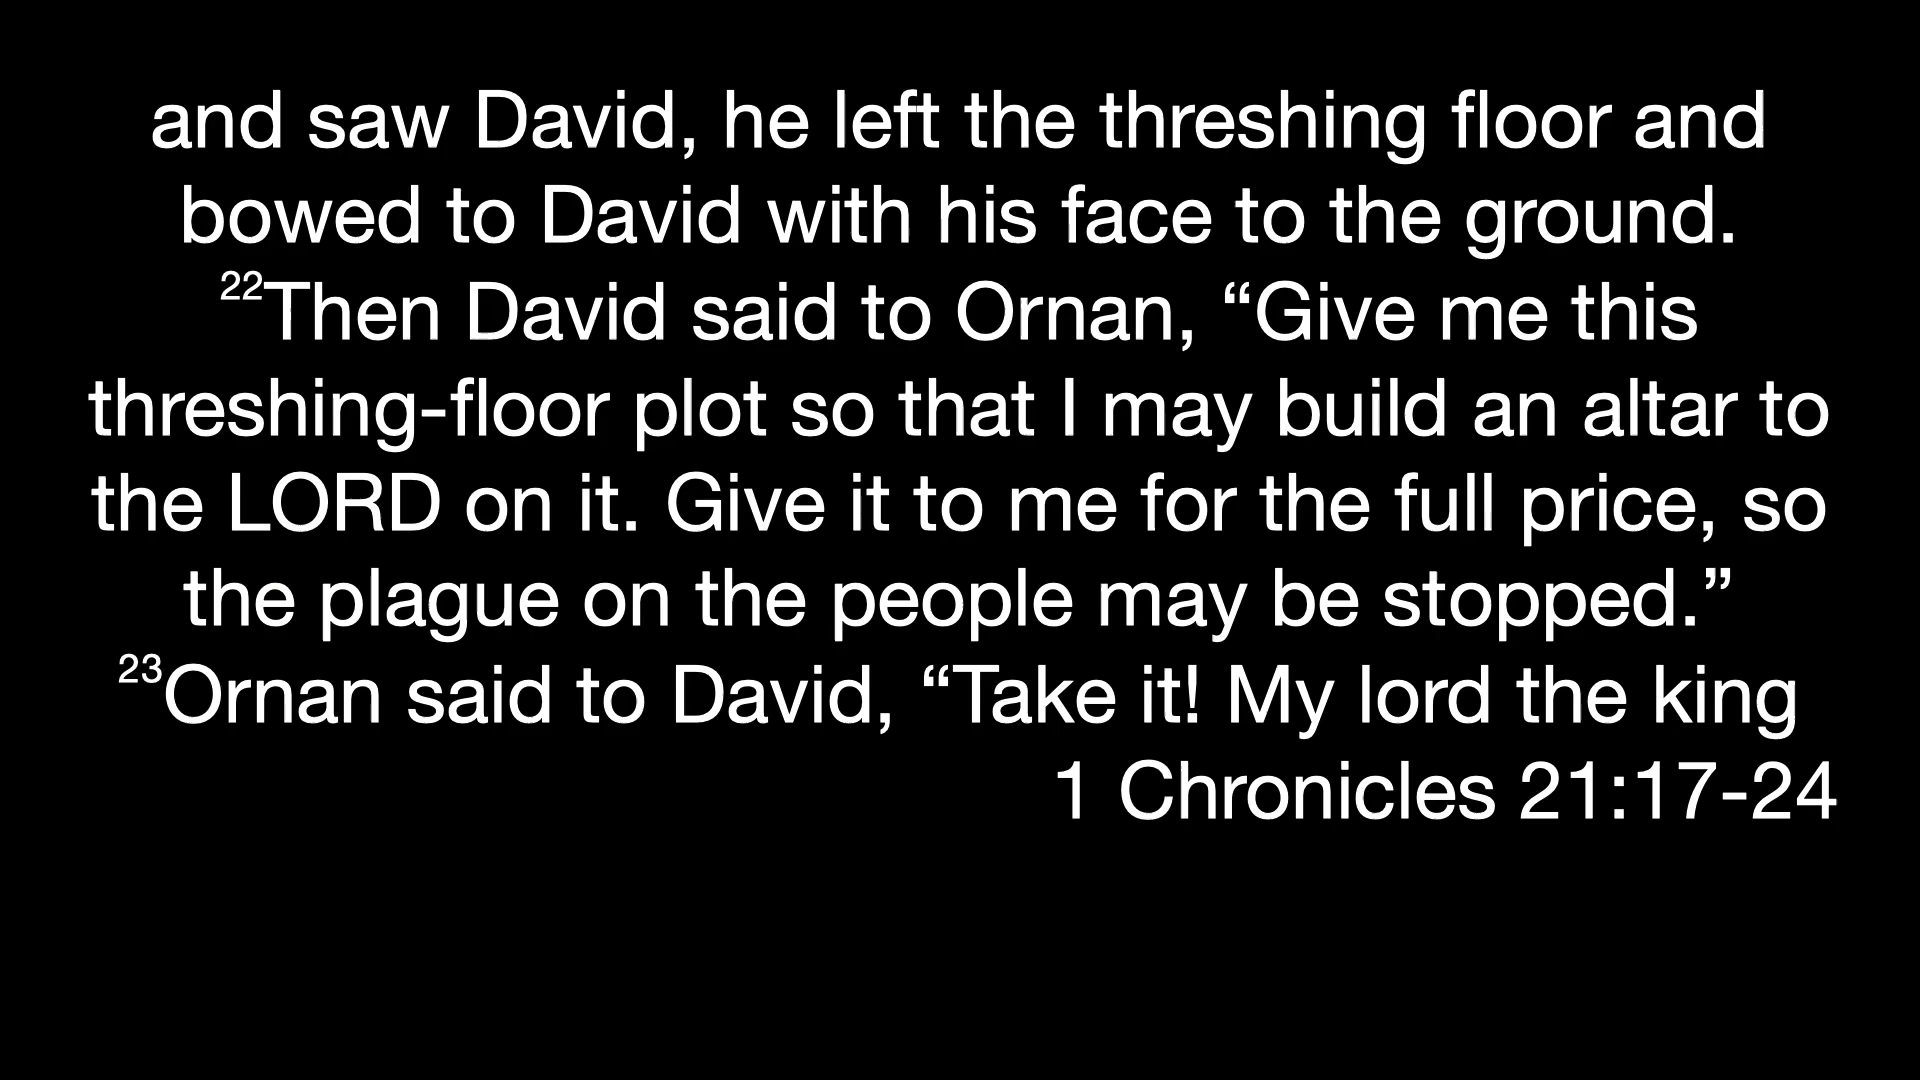 and saw David, he left the threshing floor and
bowed to David with his face to the ground.
²²Then David said to Ornan, “Give me this
threshing-floor plot so that I may build an altar to
the LORD on it. Give it to me for the full price, so
the plague on the people may be stopped.”
²³Ornan said to David, “Take it! My lord the king
1 Chronicles 21:17-24